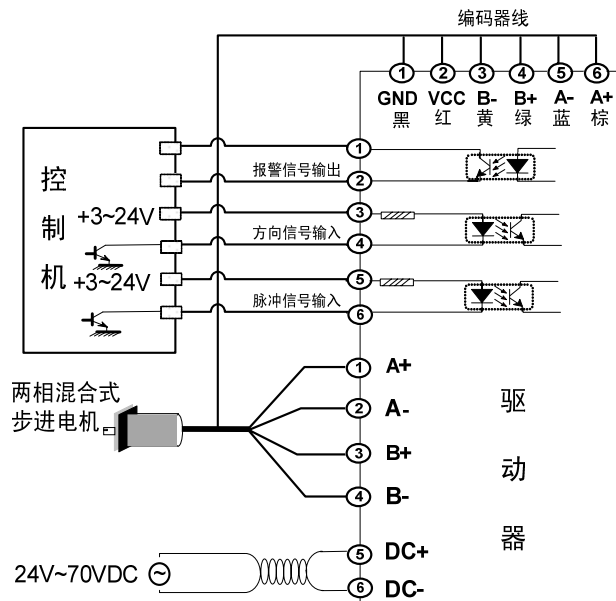 编码器线
① ② ③ ④ ⑤ ⑥
GND VCC B- B+ A- A+
黑 红 黄 绿 蓝 棕
控制机
①
报警信号输出 ②
+3~24V ③
方向信号输入 ④
+3~24V ⑤
脉冲信号输入 ⑥
两相混合式
步进电机
① A+
② A-
③ B+
④ B-
驱动器
⑤ DC+
24V~70VDC ~
⑥ DC-